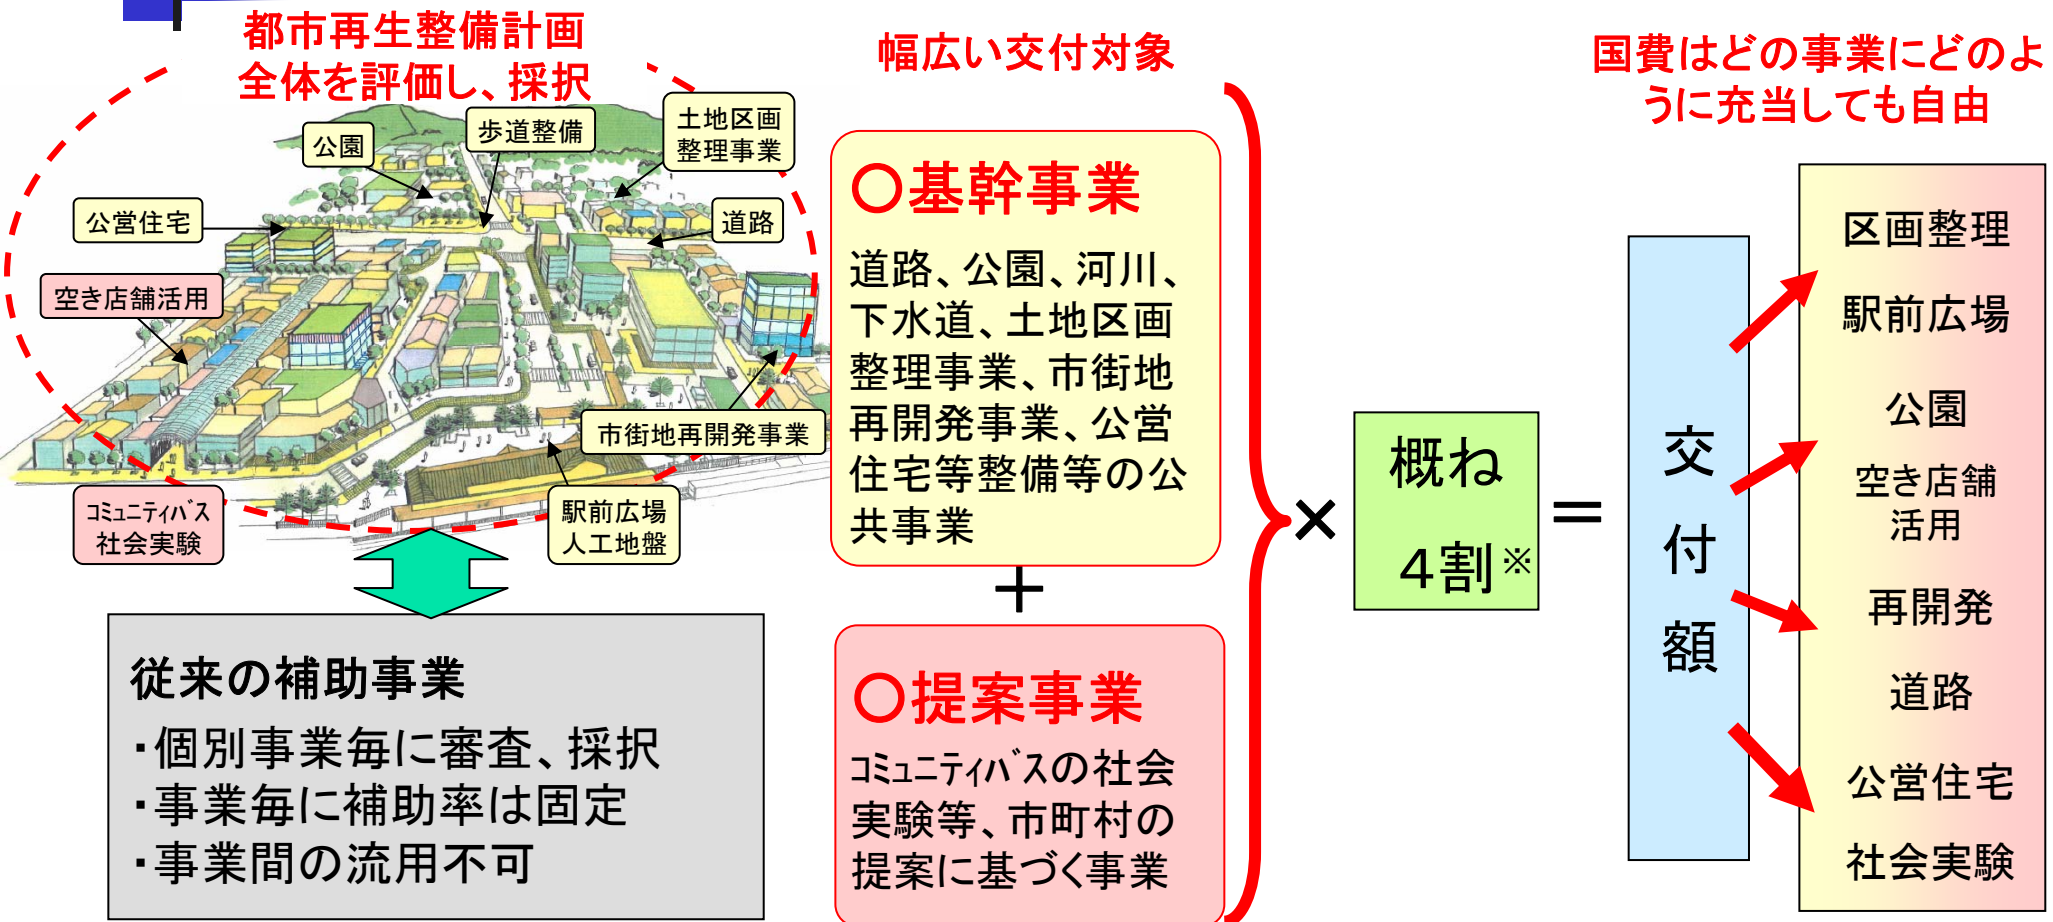 都市再生整備計画
全体を評価し、採択
公園
歩道整備
土地区画
整理事業
公営住宅
道路
空き店舗活用
市街地再開発事業
コミュニティバス
社会実験
駅前広場
人工地盤
従来の補助事業
・個別事業毎に審査、採択
・事業毎に補助率は固定
・事業間の流用不可
幅広い交付対象
○基幹事業
道路、公園、河川、
下水道、土地区画
整理事業、市街地
再開発事業、公営
住宅等整備等の公
共事業
＋
○提案事業
コミュニティバスの社会
実験等、市町村の
提案に基づく事業
×
概ね
４割※
＝
交
付
額
国費はどの事業にどのよ
うに充当しても自由
区画整理
駅前広場
公園
空き店舗
活用
再開発
道路
公営住宅
社会実験